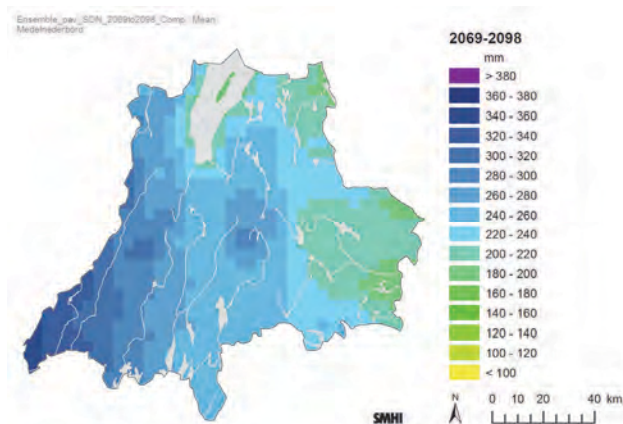 Ensemble_pav_SON_2069to2098_Comp. Mean
Medelnederbörd
2069-2098
mm
> 380
360 - 380
340 - 360
320 - 340
300 - 320
280 - 300
260 - 280
240 - 260
220 - 240
200 - 220
180 - 200
160 - 180
140 - 160
120 - 140
100 - 120
< 100
SMHI
N
0 10 20 40 km